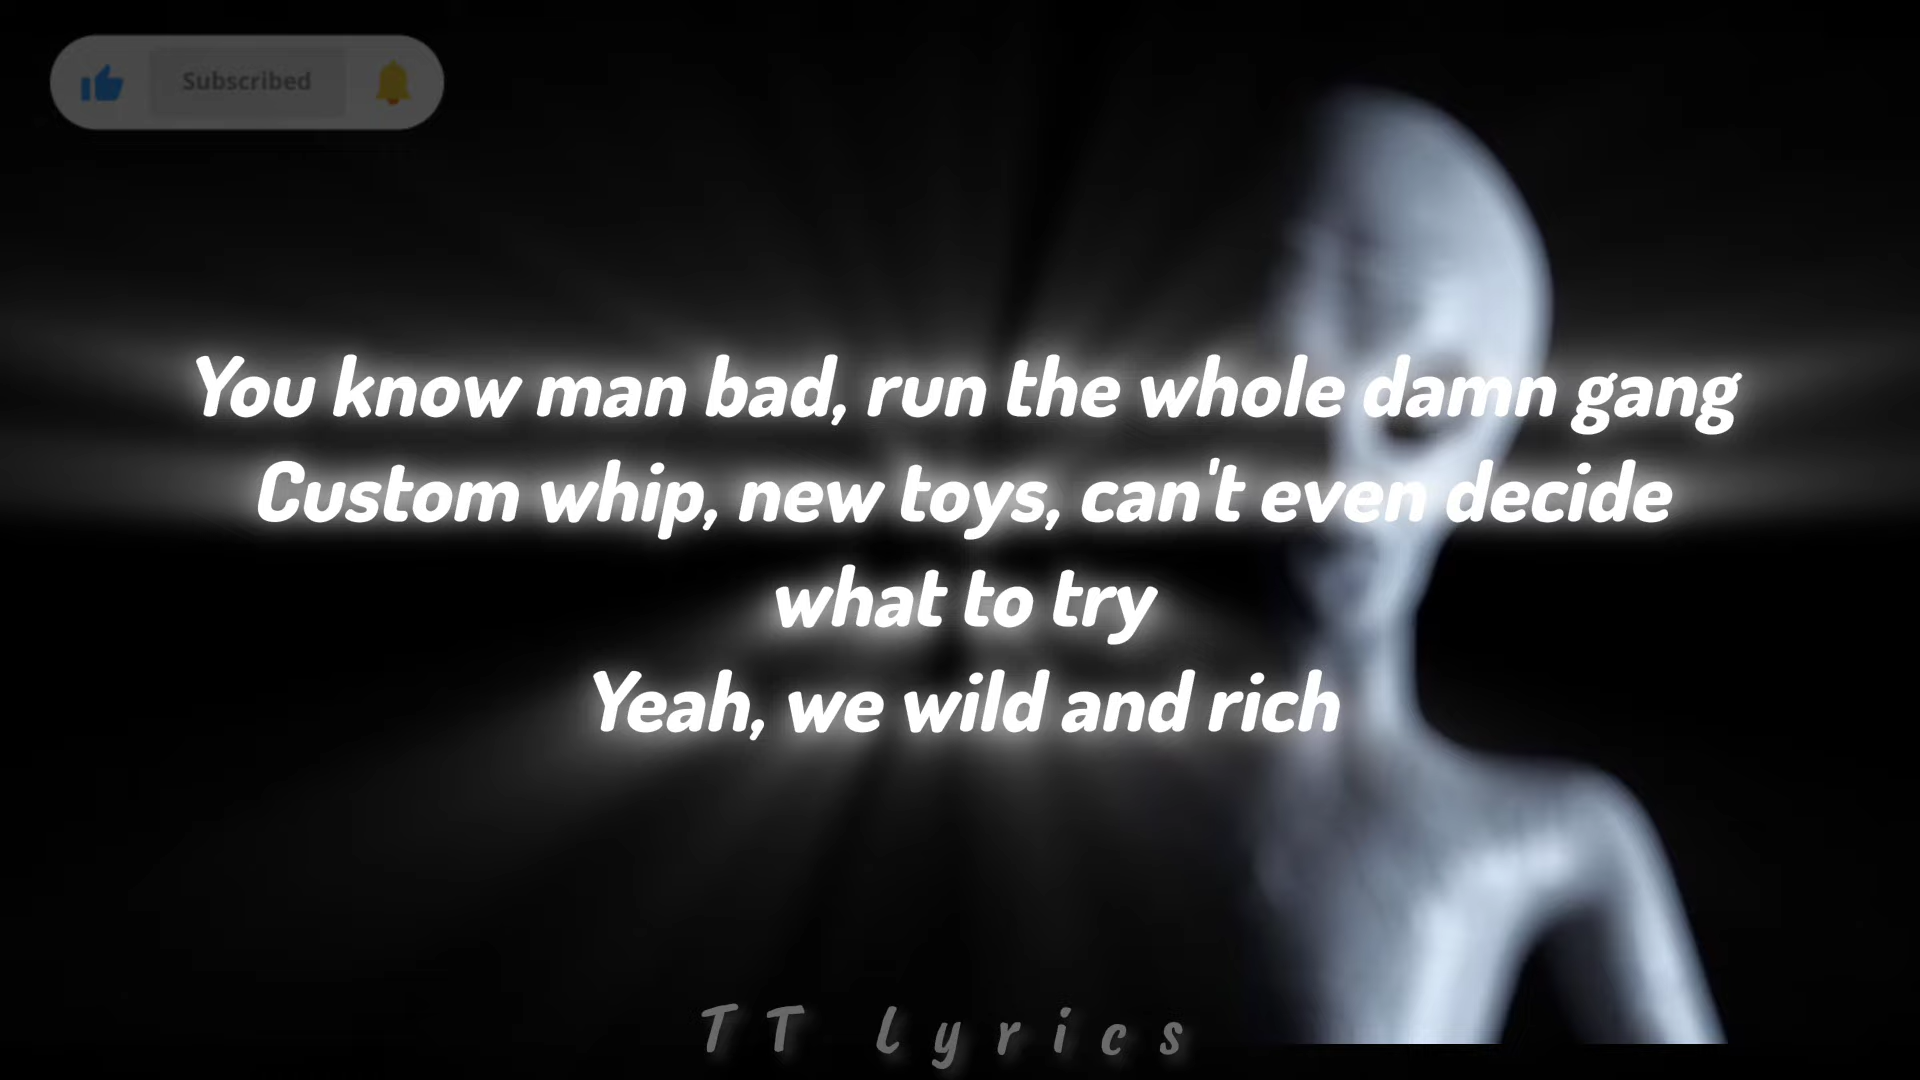 Subscribed
You know man bad, run the whole damn gang
Custom whip, new toys, can't even decide
what to try
Yeah, we wild and rich
TT Lyrics